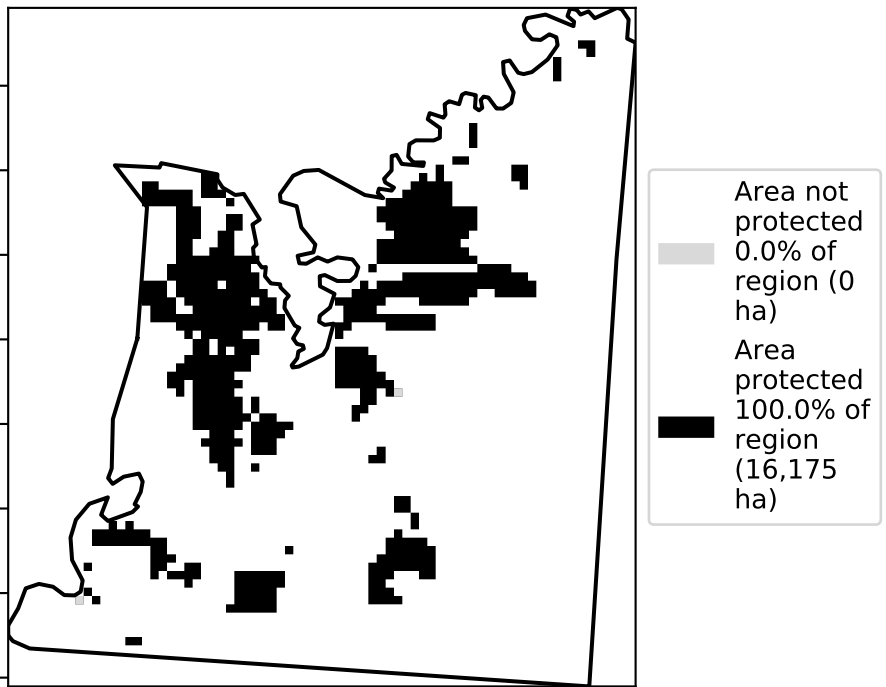 Area not
protected
0.0% of
region (0
ha)
Area
protected
100.0% of
region
(16,175
ha)